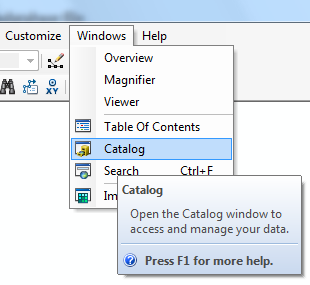 Customize Windows Help
Overview
Magnifier
Viewer
Table Of Contents
Catalog
Search Ctrl+F
Catalog
Open the Catalog window to
access and manage your data.
Press F1 for more help.
XY